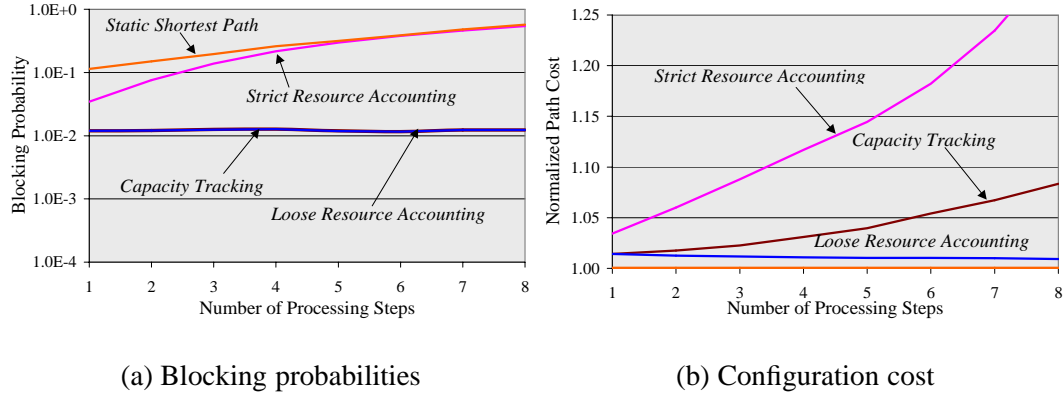 1.0E+0
1.0E-1
1.0E-2
1.0E-3
1.0E-4
Blocking Probability
Static Shortest Path
Strict Resource Accounting
Capacity Tracking
Loose Resource Accounting
1 2 3 4 5 6 7 8
Number of Processing Steps
(a) Blocking probabilities
1.25
1.20
1.15
1.10
1.05
1.00
Normalized Path Cost
Strict Resource Accounting
Capacity Tracking
Loose Resource Accounting
1 2 3 4 5 6 7 8
Number of Processing Steps
(b) Configuration cost